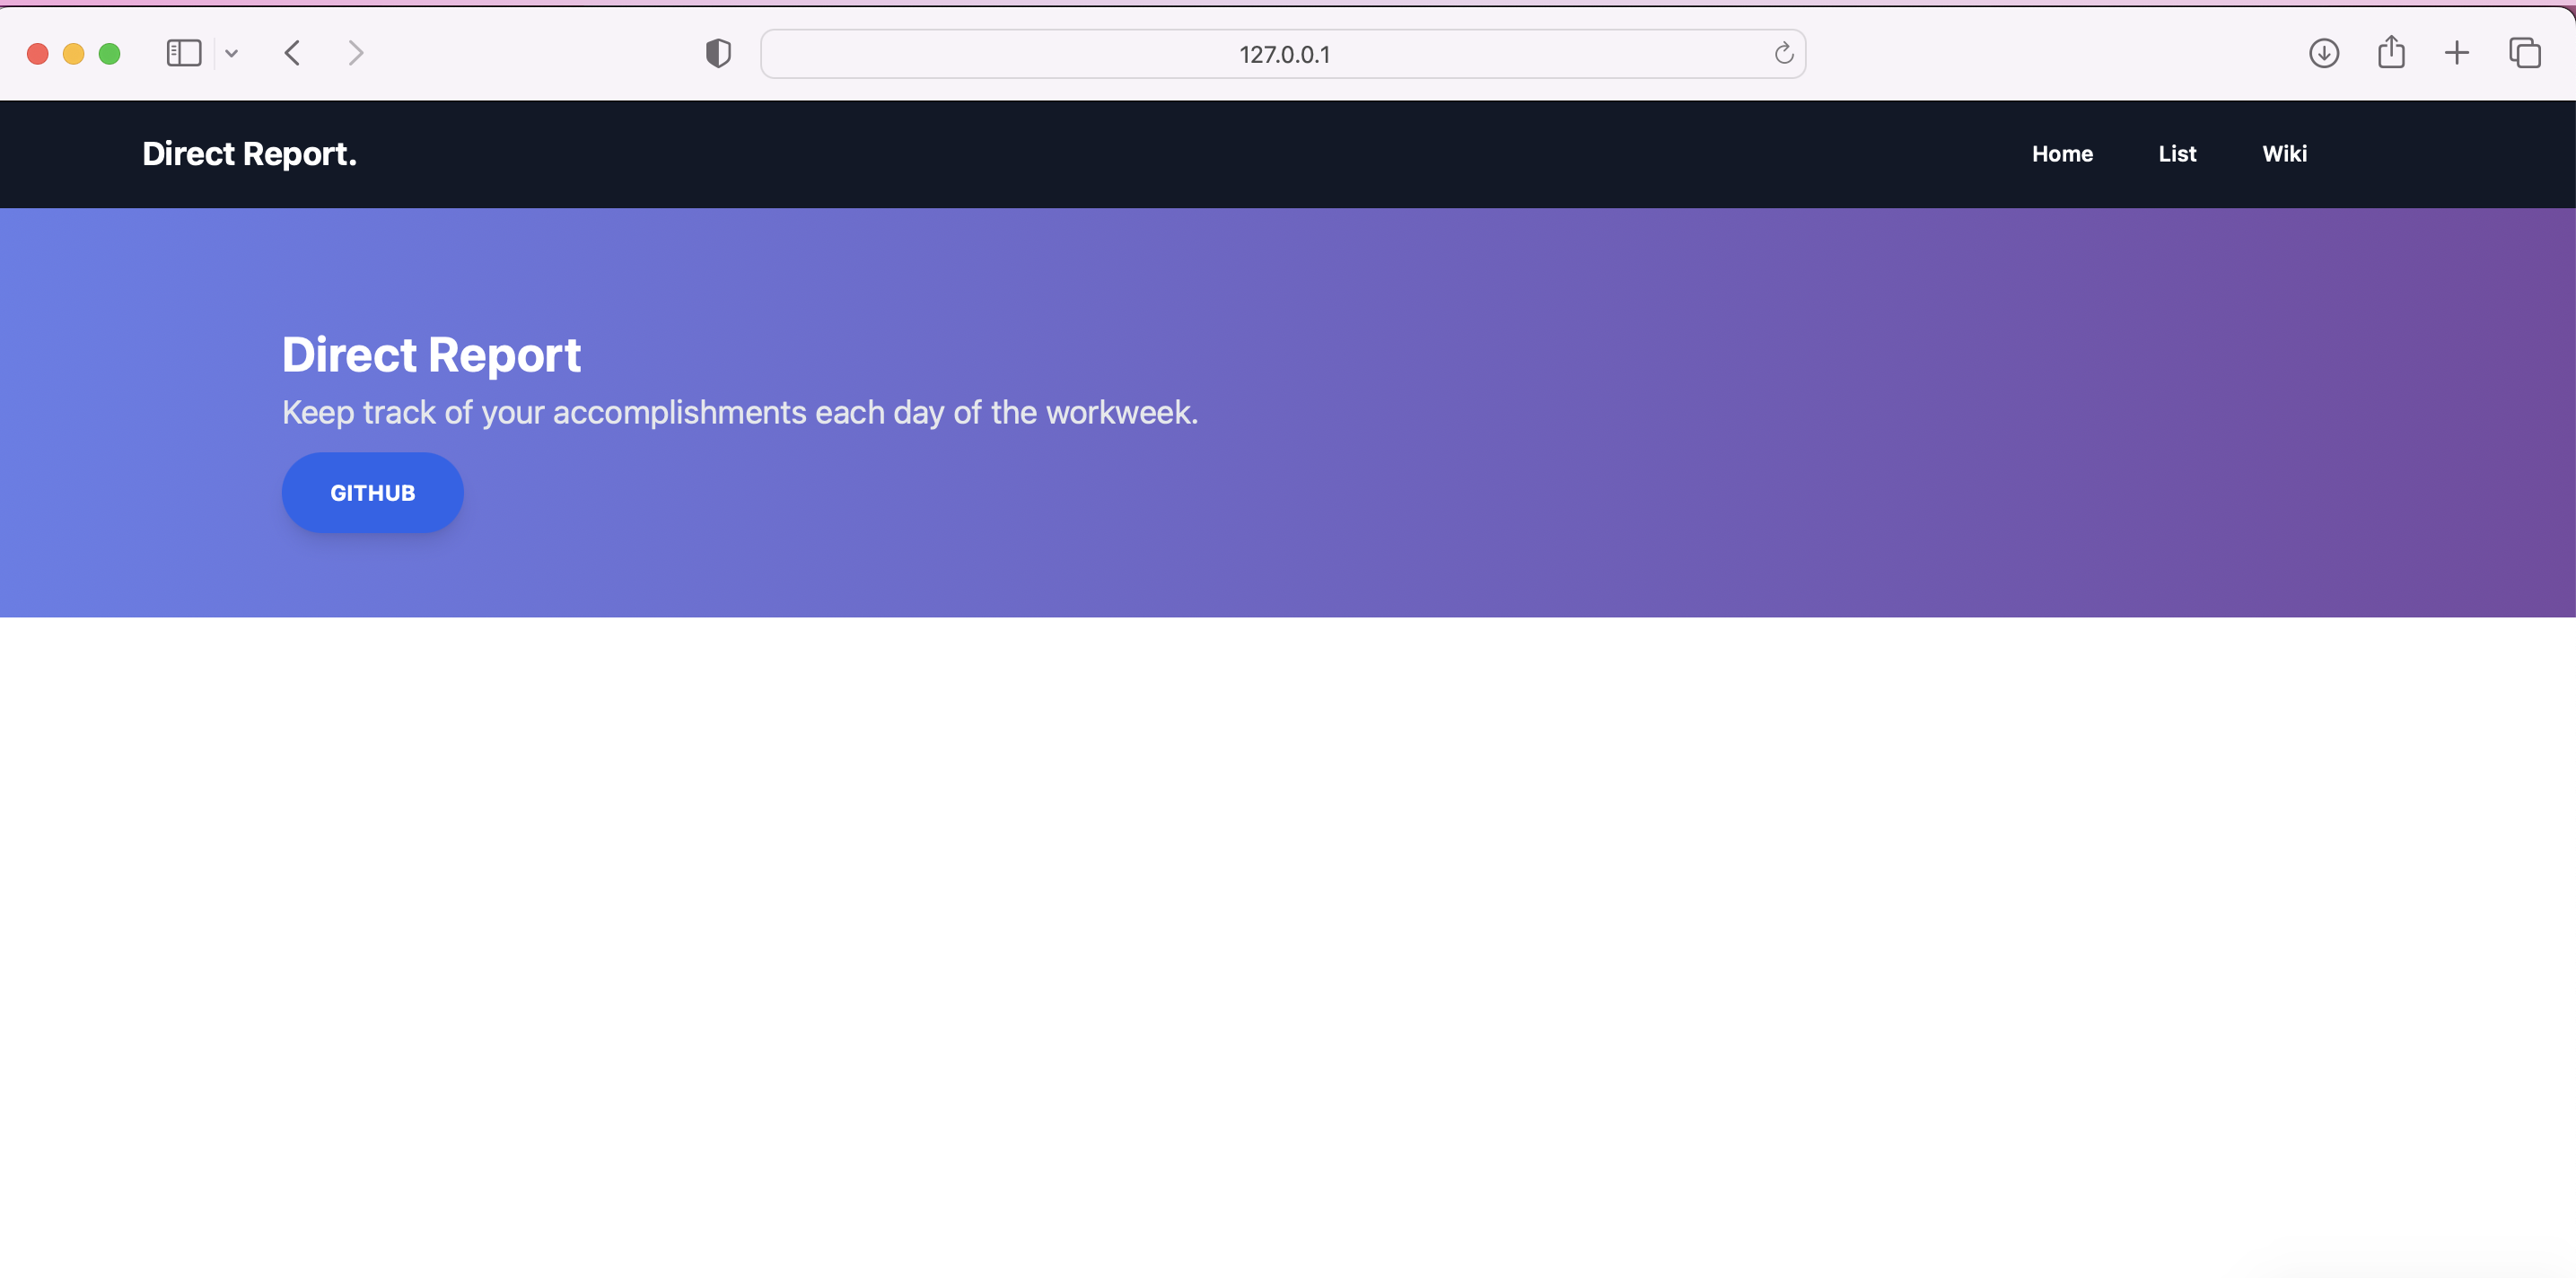 127.0.0.1
Direct Report.
Home List Wiki
Direct Report
Keep track of your accomplishments each day of the workweek.
GITHUB